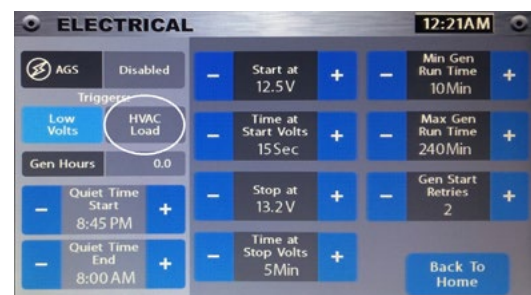 ELECTRICAL
12:21AM
AGS
Disabled
Triggers:
Low
Volts
HVAC
Load
Gen Hours
0.0
-
Quiet Time
Start
8:45 PM
+
-
Quiet Time
End
8:00 AM
+
-
Start at
12.5V
+
-
Time at
Start Volts
15Sec
+
-
Stop at
13.2V
+
-
Time at
Stop Volts
5Min
+
-
Min Gen
Run Time
10Min
+
-
Max Gen
Run Time
240Min
+
-
Gen Start
Retries
2
+
Back To
Home